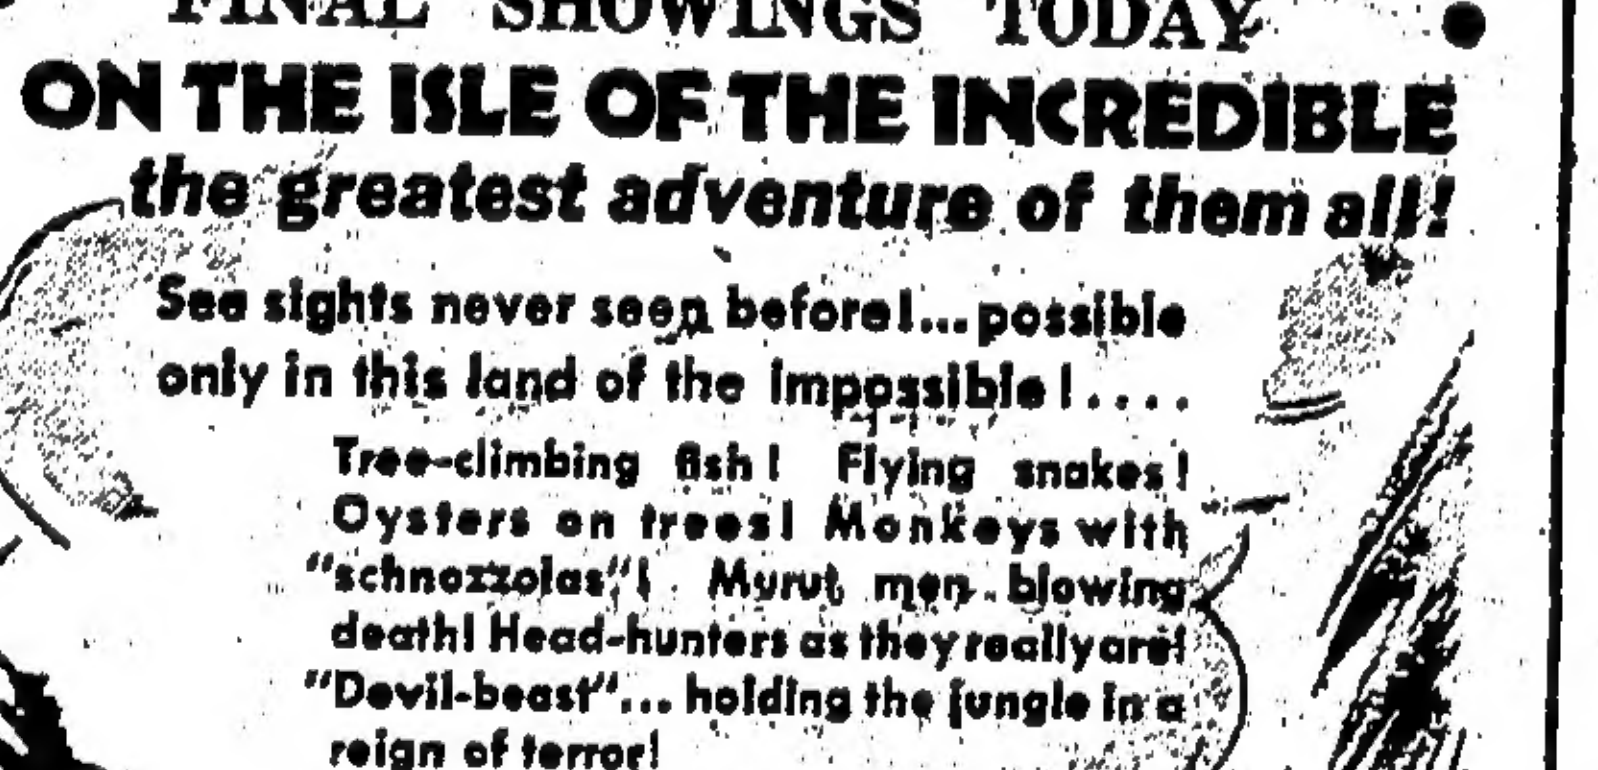 FINAL SHOWINGS TODAY
ON THE ISLE OF THE INCREDIBLE
the greatest adventure of them all!
See sights never seen before!...possible
only in this land of the impossible!....
Tree-climbing fish! Flying snakes!
Oysters on trees! Monkeys with
"schnozzolas"! Murut men blowing
death! Head-hunters as they really are!
"Devil-beast"... holding the jungle in a
reign of terror!